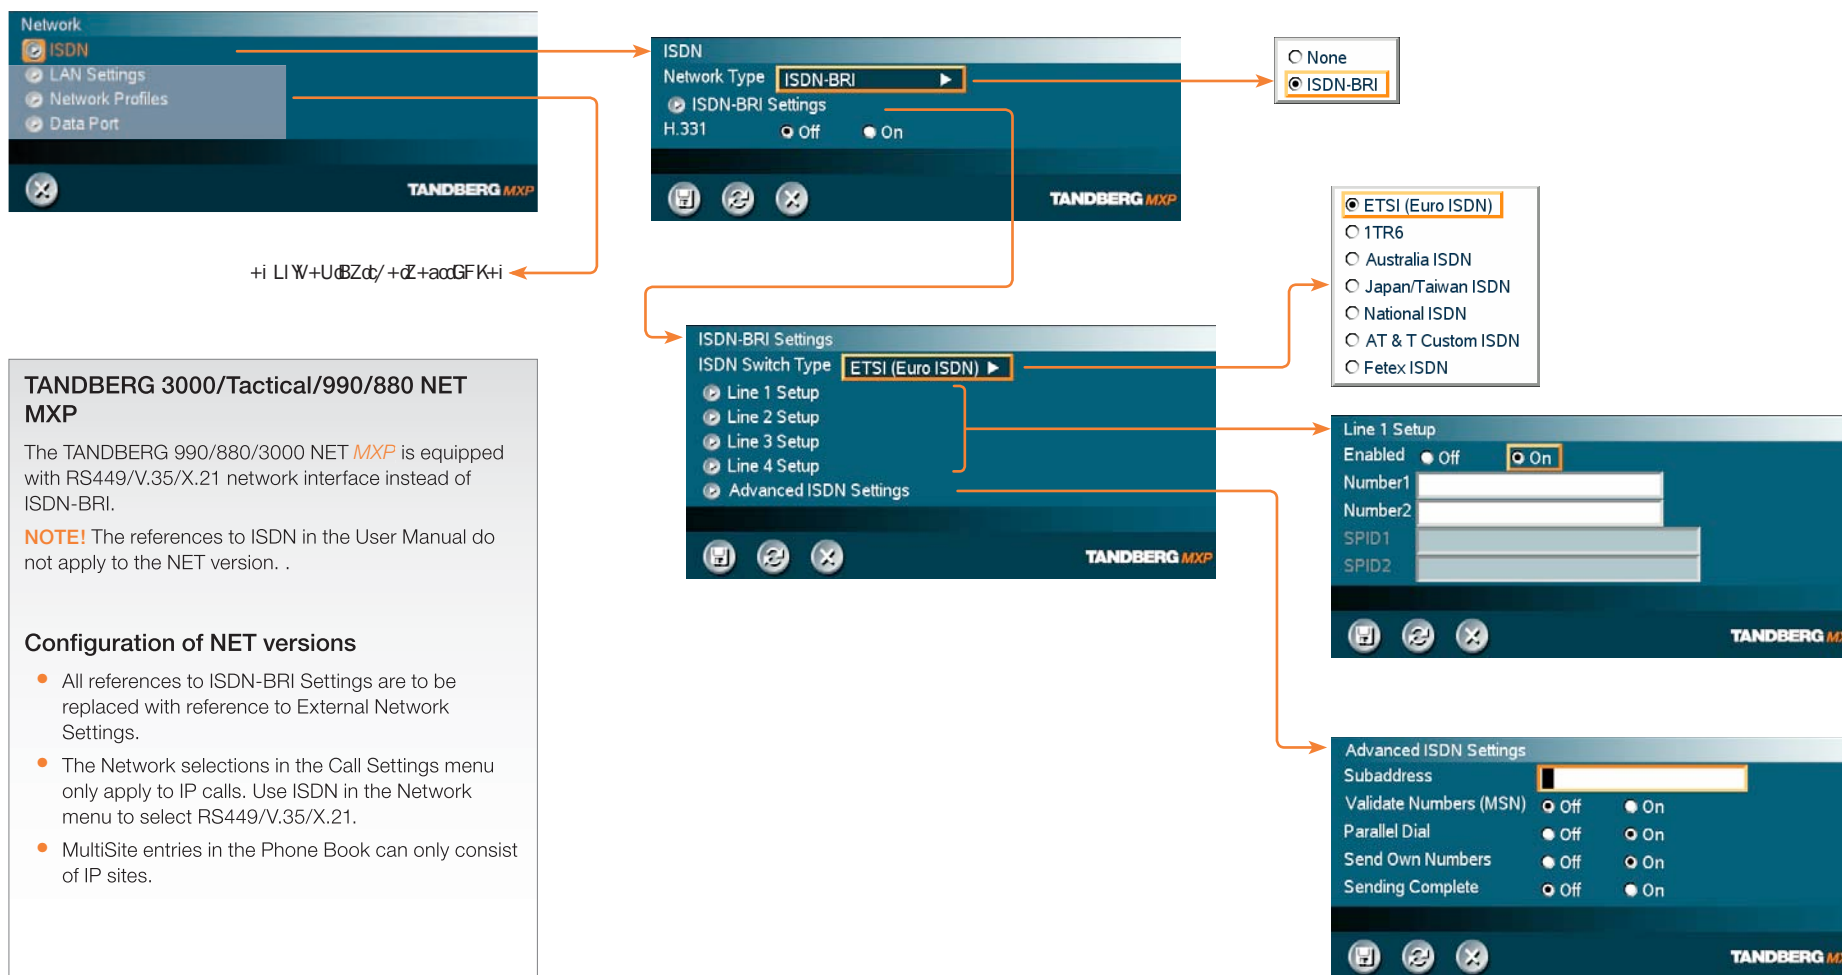 Network
ISDN
LAN Settings
Network Profiles
Data Port
TANDBERG MXP
ISDN
Network Type ISDN-BRI
ISDN-BRI Settings
H.331 Off On
TANDBERG MXP
None
ISDN-BRI
ETSI (Euro ISDN)
1TR6
Australia ISDN
Japan/Taiwan ISDN
National ISDN
AT & T Custom ISDN
Fetex ISDN
ISDN-BRI Settings
ISDN Switch Type ETSI (Euro ISDN)
Line 1 Setup
Line 2 Setup
Line 3 Setup
Line 4 Setup
Advanced ISDN Settings
TANDBERG MXP
Line 1 Setup
Enabled Off On
Number1
Number2
SPID1
SPID2
TANDBERG
Advanced ISDN Settings
Subaddress
Validate Numbers (MSN) Off On
Parallel Dial Off On
Send Own Numbers Off On
Sending Complete Off On
TANDBERG
TANDBERG 3000/Tactical/990/880 NET
MXP
The TANDBERG 990/880/3000 NET MXP is equipped
with RS449/V.35/X.21 network interface instead of
ISDN-BRI.
NOTE! The references to ISDN in the User Manual do
not apply to the NET version. .
Configuration of NET versions
• All references to ISDN-BRI Settings are to be
replaced with reference to External Network
Settings.
• The Network selections in the Call Settings menu
only apply to IP calls. Use ISDN in the Network
menu to select RS449/V.35/X.21.
• MultiSite entries in the Phone Book can only consist
of IP sites.